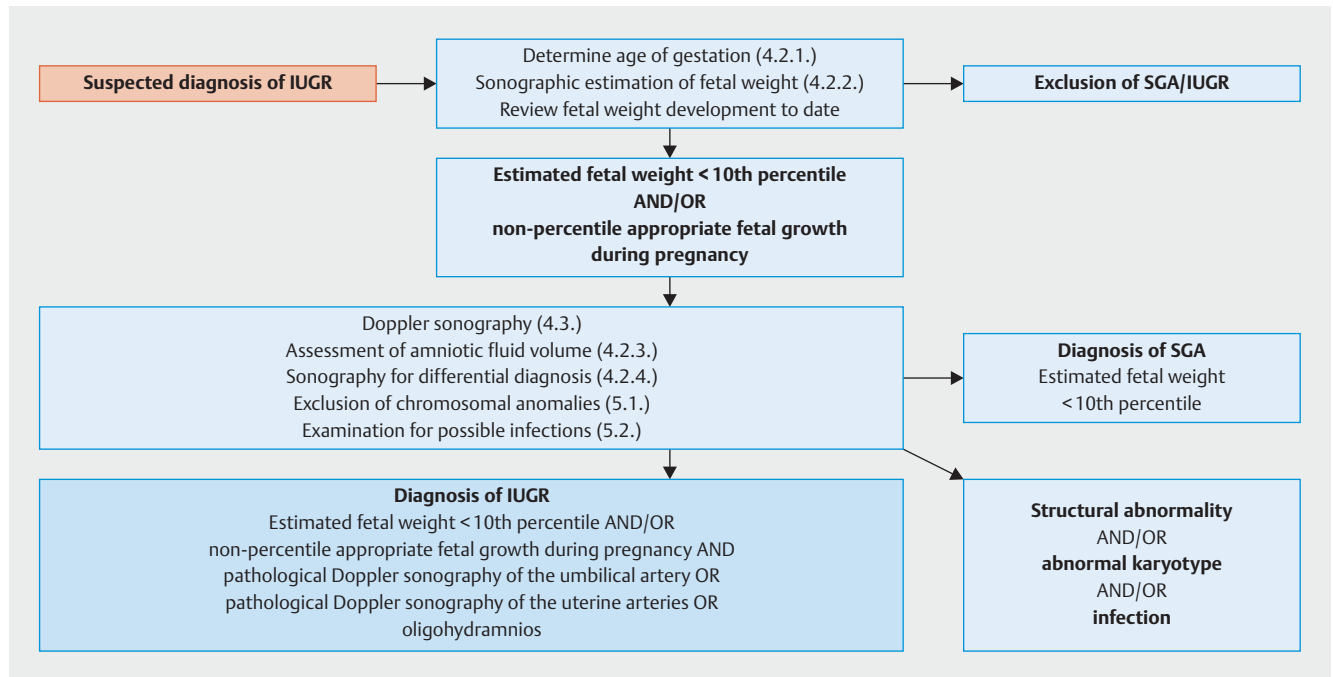 Suspected diagnosis of IUGR
Determine age of gestation (4.2.1.)
Sonographic estimation of fetal weight (4.2.2.)
Review fetal weight development to date
Exclusion of SGA/IUGR
Estimated fetal weight < 10th percentile
AND/OR
non-percentile appropriate fetal growth
during pregnancy
Doppler sonography (4.3.)
Assessment of amniotic fluid volume (4.2.3.)
Sonography for differential diagnosis (4.2.4.)
Exclusion of chromosomal anomalies (5.1.)
Examination for possible infections (5.2.)
Diagnosis of SGA
Estimated fetal weight
< 10th percentile
Diagnosis of IUGR
Estimated fetal weight < 10th percentile AND/OR
non-percentile appropriate fetal growth during pregnancy AND
pathological Doppler sonography of the umbilical artery OR
pathological Doppler sonography of the uterine arteries OR
oligohydramnios
Structural abnormality
AND/OR
abnormal karyotype
AND/OR
infection